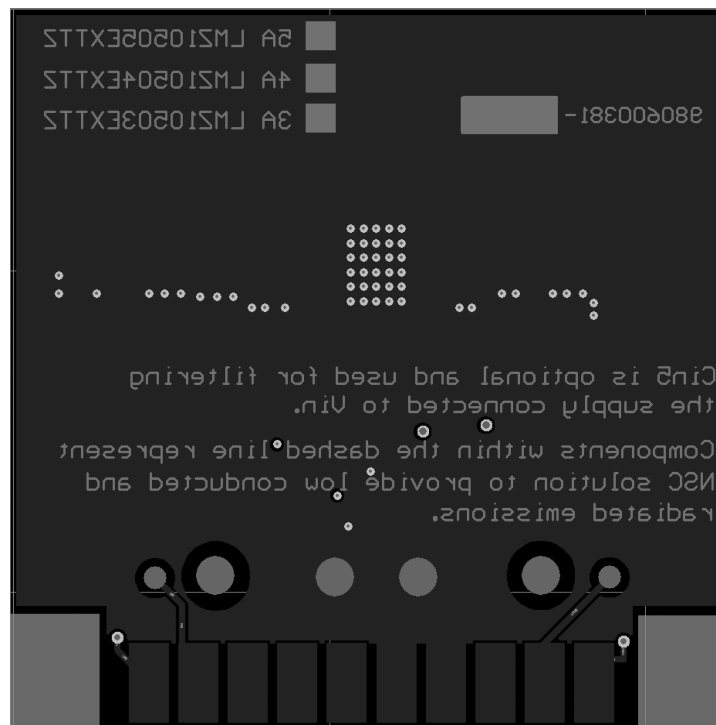 5A LMZ10505EXTTZ
4A LMZ10504EXTTZ
3A LMZ10503EXTTZ
980600381-
Cin5 is optional and used for filtering
the supply connected to Vin.
Components within the dashed line represent
NSC solution to provide low conducted and
radiated emissions.